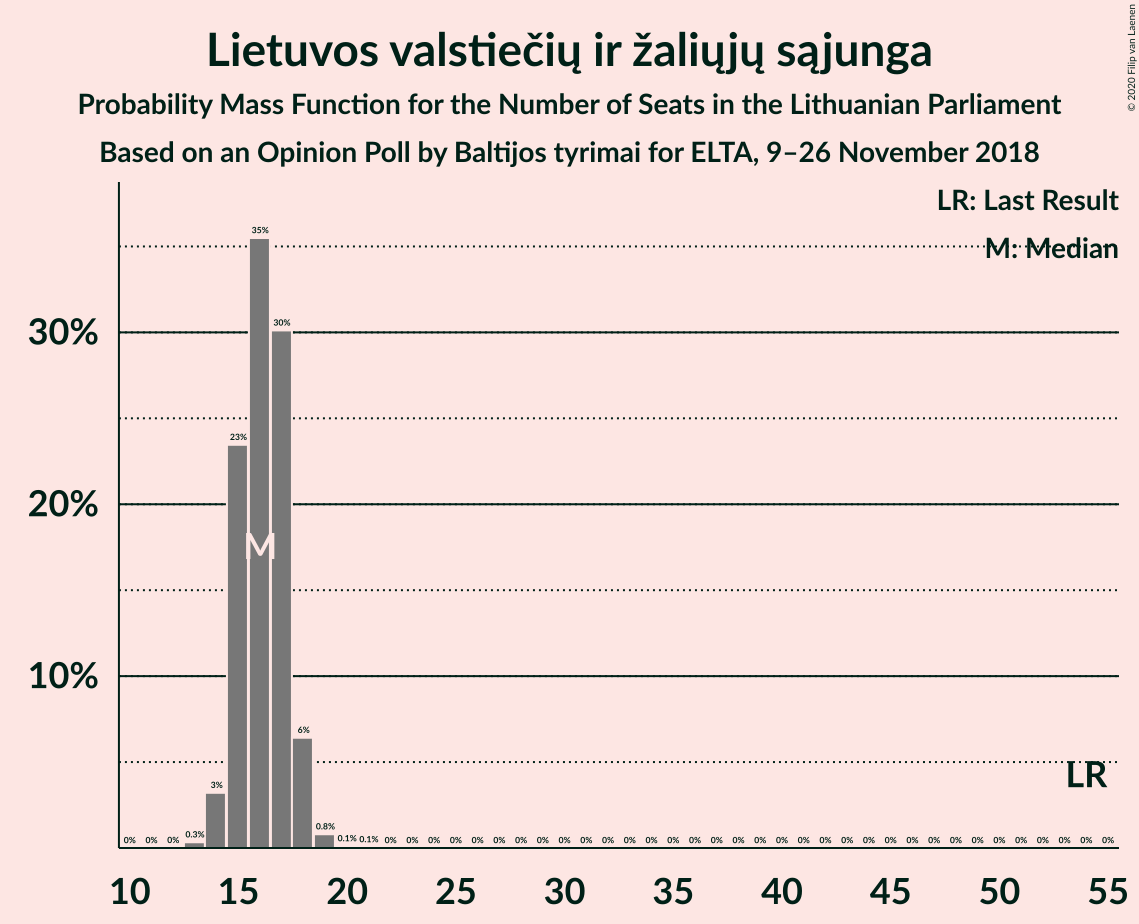 Lietuvos valstiečių ir žaliųjų sąjunga
Probability Mass Function for the Number of Seats in the Lithuanian Parliament
Based on an Opinion Poll by Baltijos tyrimai for ELTA, 9–26 November 2018
© 2020 Filip van Laenen
LR: Last Result
M: Median
30%
20%
10%
0% 0% 0% 0.3% 3% 23% 35% 30% 6% 0.8% 0.1% 0.1% 0% 0% 0% 0% 0% 0% 0% 0% 0% 0% 0% 0% 0% 0% 0% 0% 0% 0% 0% 0% 0% 0% 0% 0% 0% 0% 0% 0% 0% 0% 0% 0% 0% 0%
M
LR
10 15 20 25 30 35 40 45 50 55